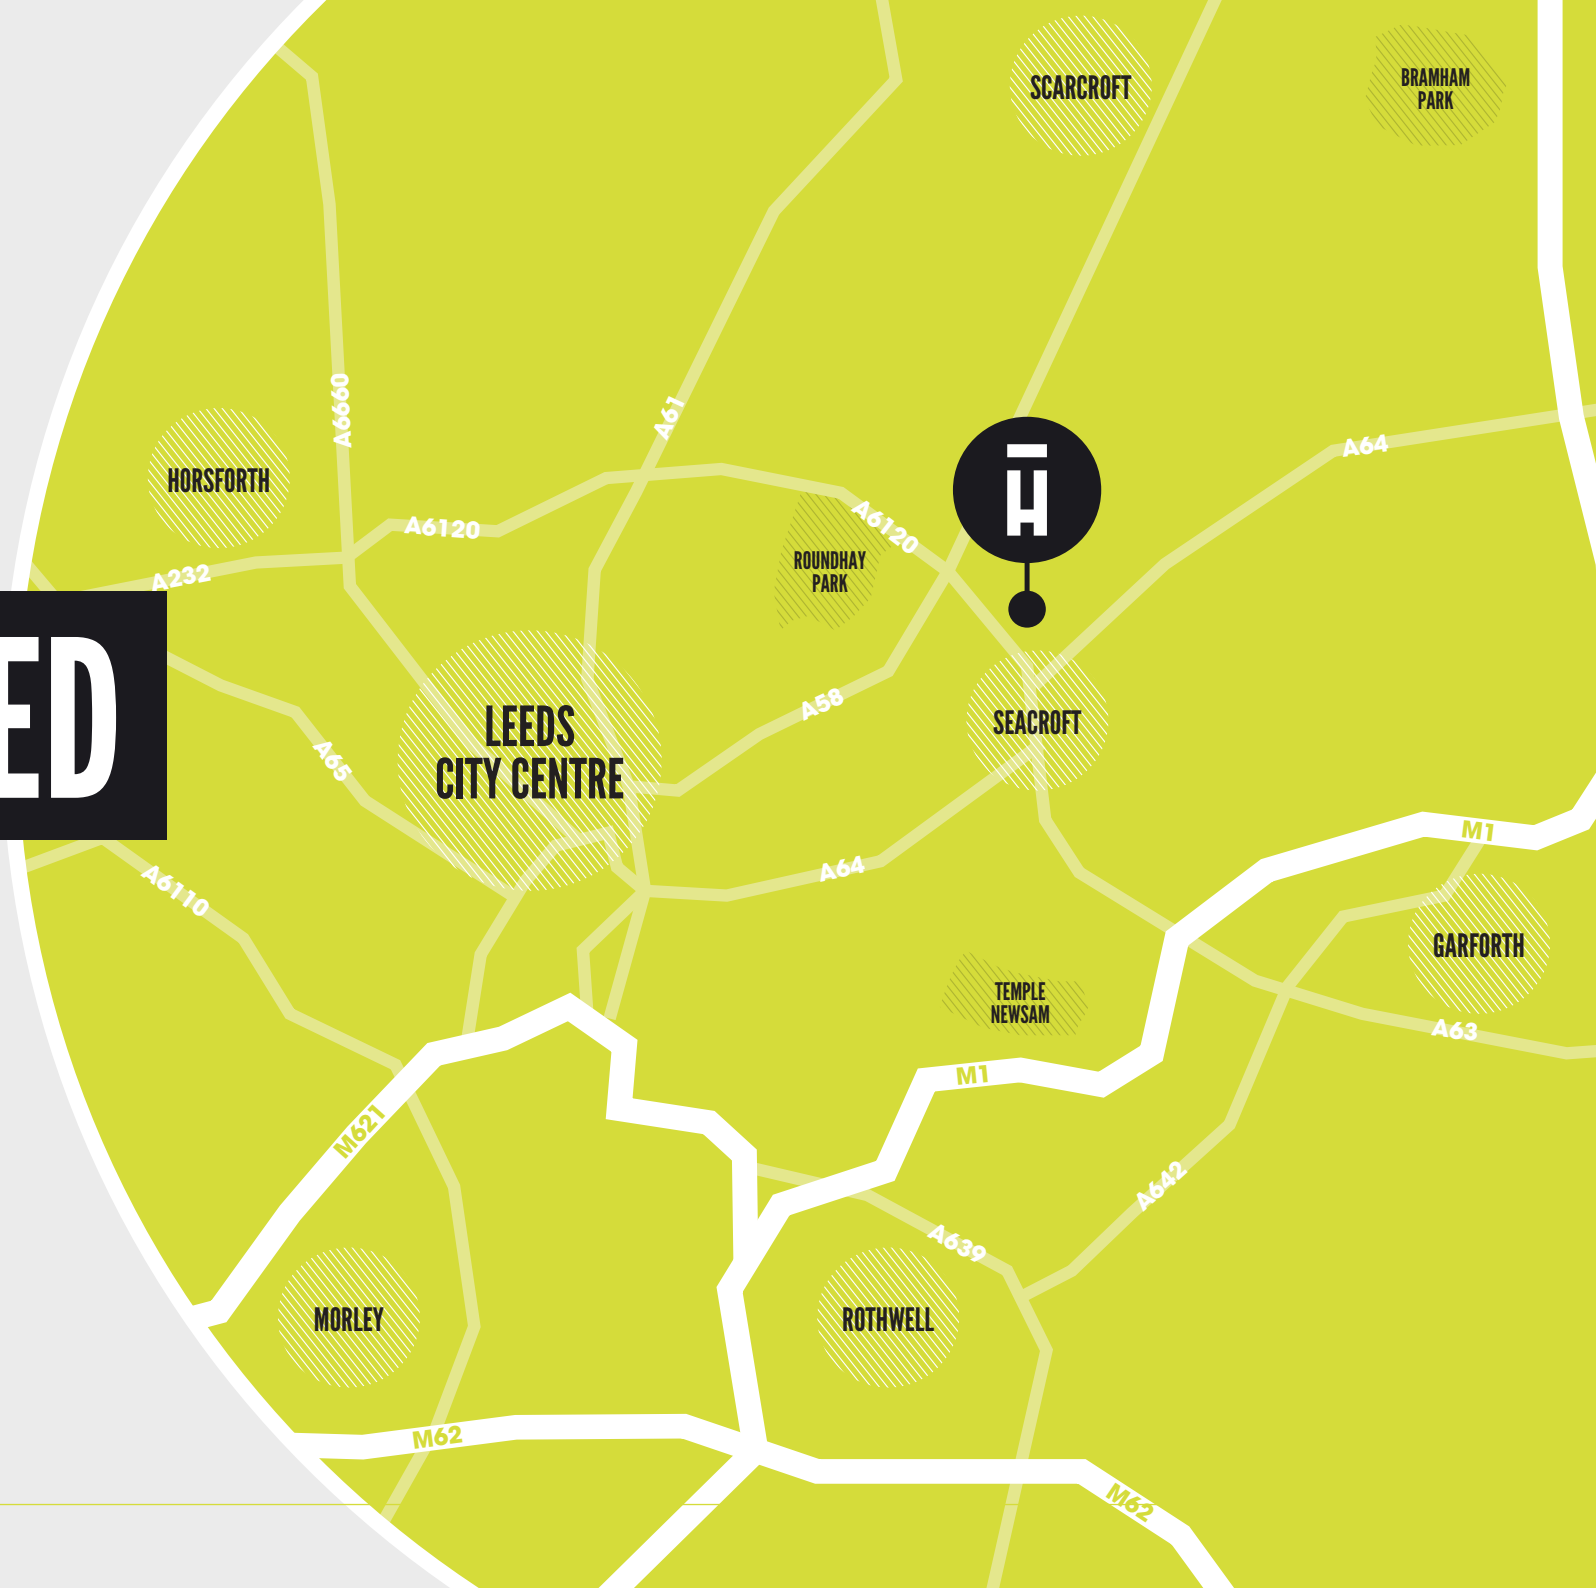 SCARCROFT
BRAMHAM
PARK
A6660
A61
A64
HORSFORTH
A6120
A6120
ROUNDHAY
PARK
H
A232
ED
LEEDS
CITY CENTRE
A58
SEACROFT
A65
A64
M1
A6110
GARFORTH
TEMPLE
NEWSAM
A63
M1
M621
A642
A639
MORLEY
ROTHWELL
M62
M62